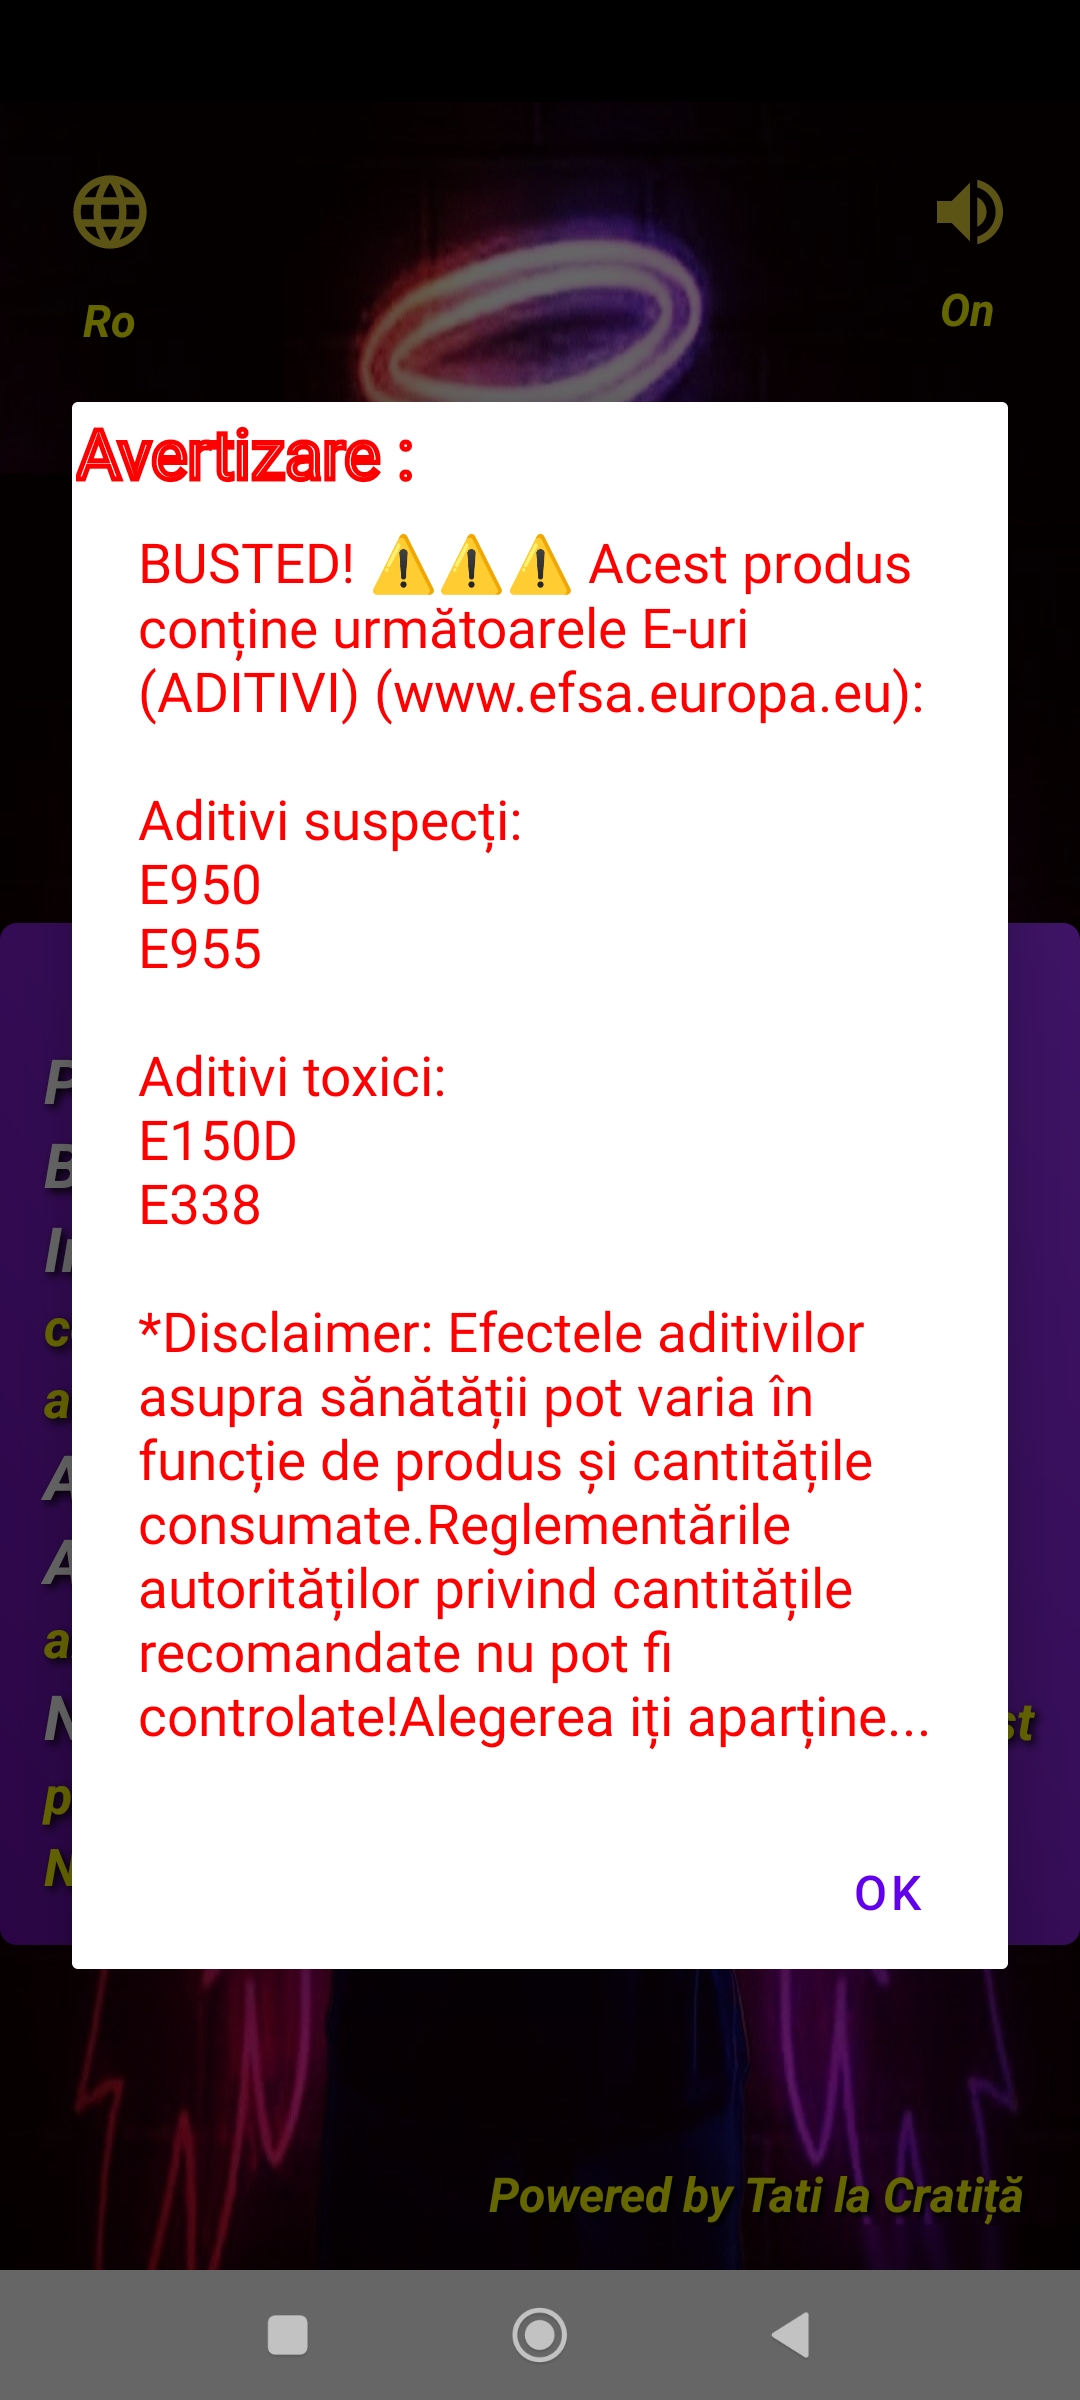 Ro
On
Avertizare :
BUSTED! ⚠️⚠️⚠️ Acest produs
conține următoarele E-uri
(ADITIVI) (www.efsa.europa.eu):
Aditivi suspecți:
E950
E955
Aditivi toxici:
E150D
E338
*Disclaimer: Efectele aditivilor
asupra sănătății pot varia în
funcție de produs și cantitățile
consumate.Reglementările
autorităților privind cantitățile
recomandate nu pot fi
controlate!Alegerea iți aparține...
OK
Powered by Tati la Cratiță